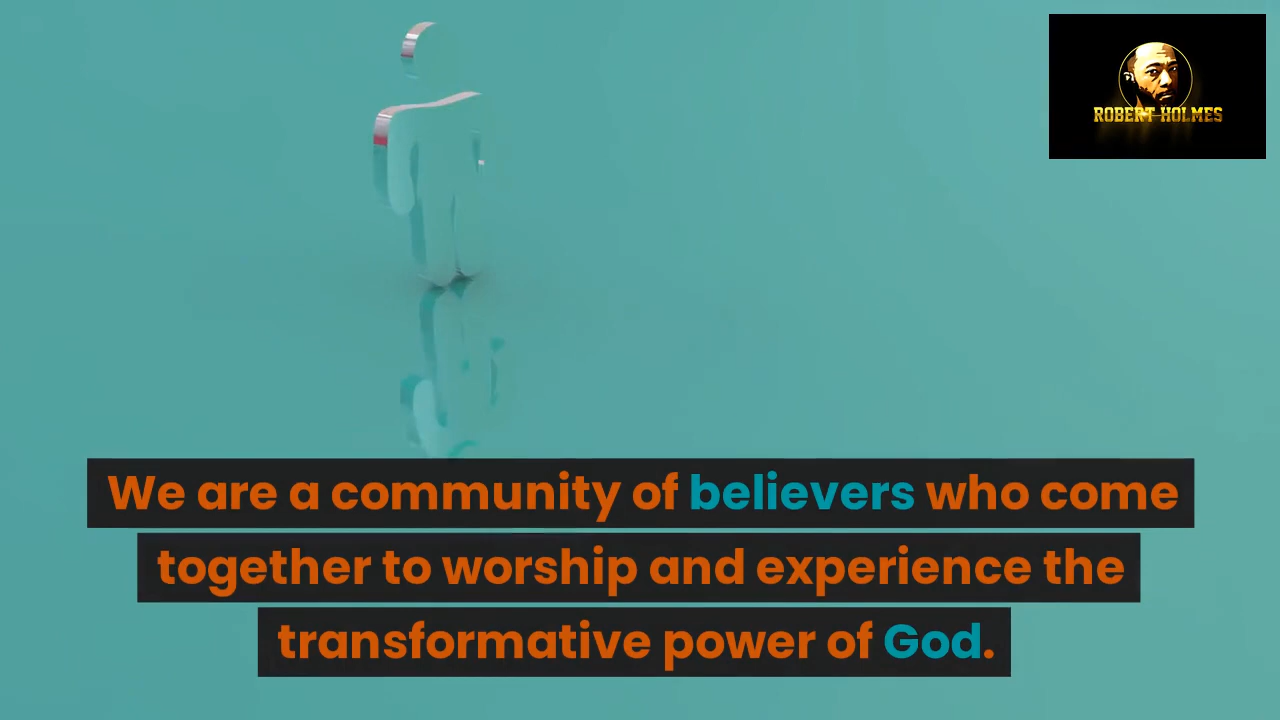 ROBERT HOLMES
We are a community of believers who come
together to worship and experience the
transformative power of God.